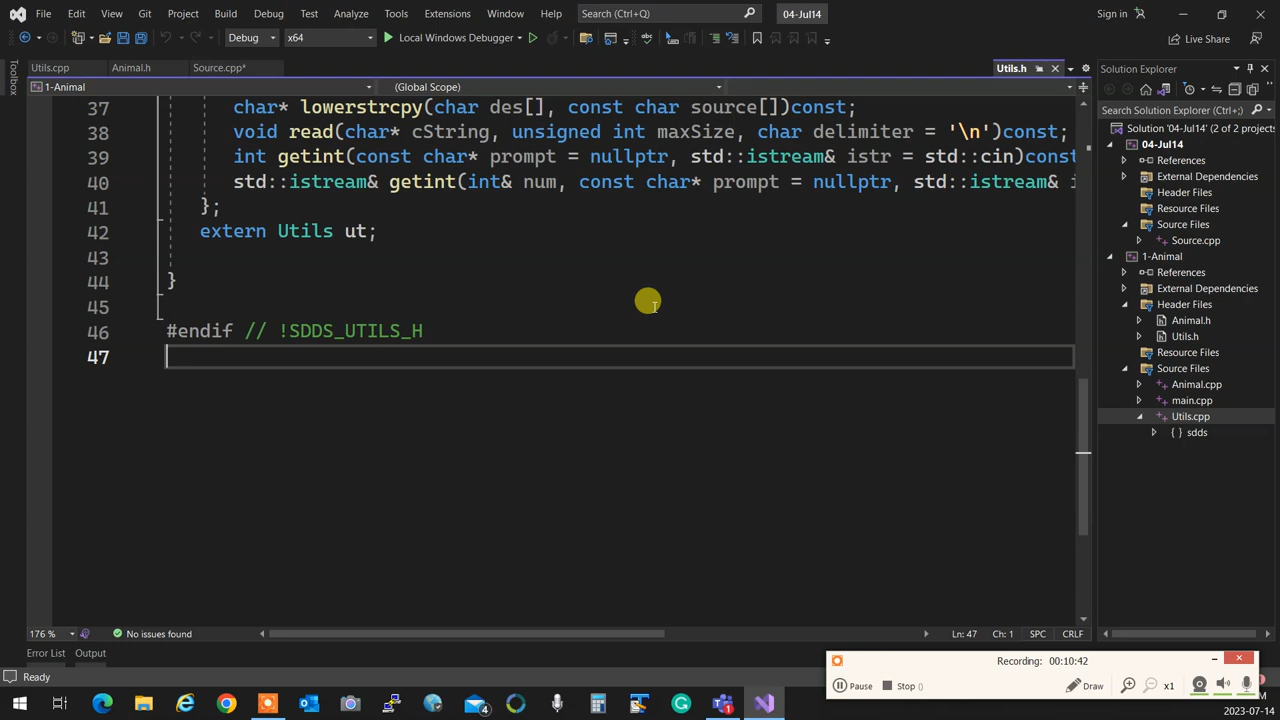 File Edit View Git Project Build Debug Test Analyze Tools Extensions Window Help Search (Ctrl+Q) 04-Jul14 Sign in
Debug x64 Local Windows Debugger Live Share
Toolbox
Utils.cpp Animal.h Source.cpp* Utils.h
1-Animal (Global Scope)
37 char* lowerstrcpy(char des[], const char source[])const;
38 void read(char* cString, unsigned int maxSize, char delimiter = '\n')const;
39 int getint(const char* prompt = nullptr, std::istream& istr = std::cin)const
40 std::istream& getint(int& num, const char* prompt = nullptr, std::istream& i
41 };
42 extern Utils ut;
43
44 }
45
46 #endif // !SDDS_UTILS_H
47
176 % No issues found Ln: 47 Ch: 1 SPC CRLF
Error List Output
Ready
Solution Explorer
Search Solution Explorer (Ctrl+;)
Solution '04-Jul14' (2 of 2 projects
04-Jul14
References
External Dependencies
Header Files
Resource Files
Source Files
Source.cpp
1-Animal
References
External Dependencies
Header Files
Animal.h
Utils.h
Resource Files
Source Files
Animal.cpp
main.cpp
Utils.cpp
{ } sdds
Recording: 00:10:42
Pause Stop () Draw x1
4 1
2023-07-14